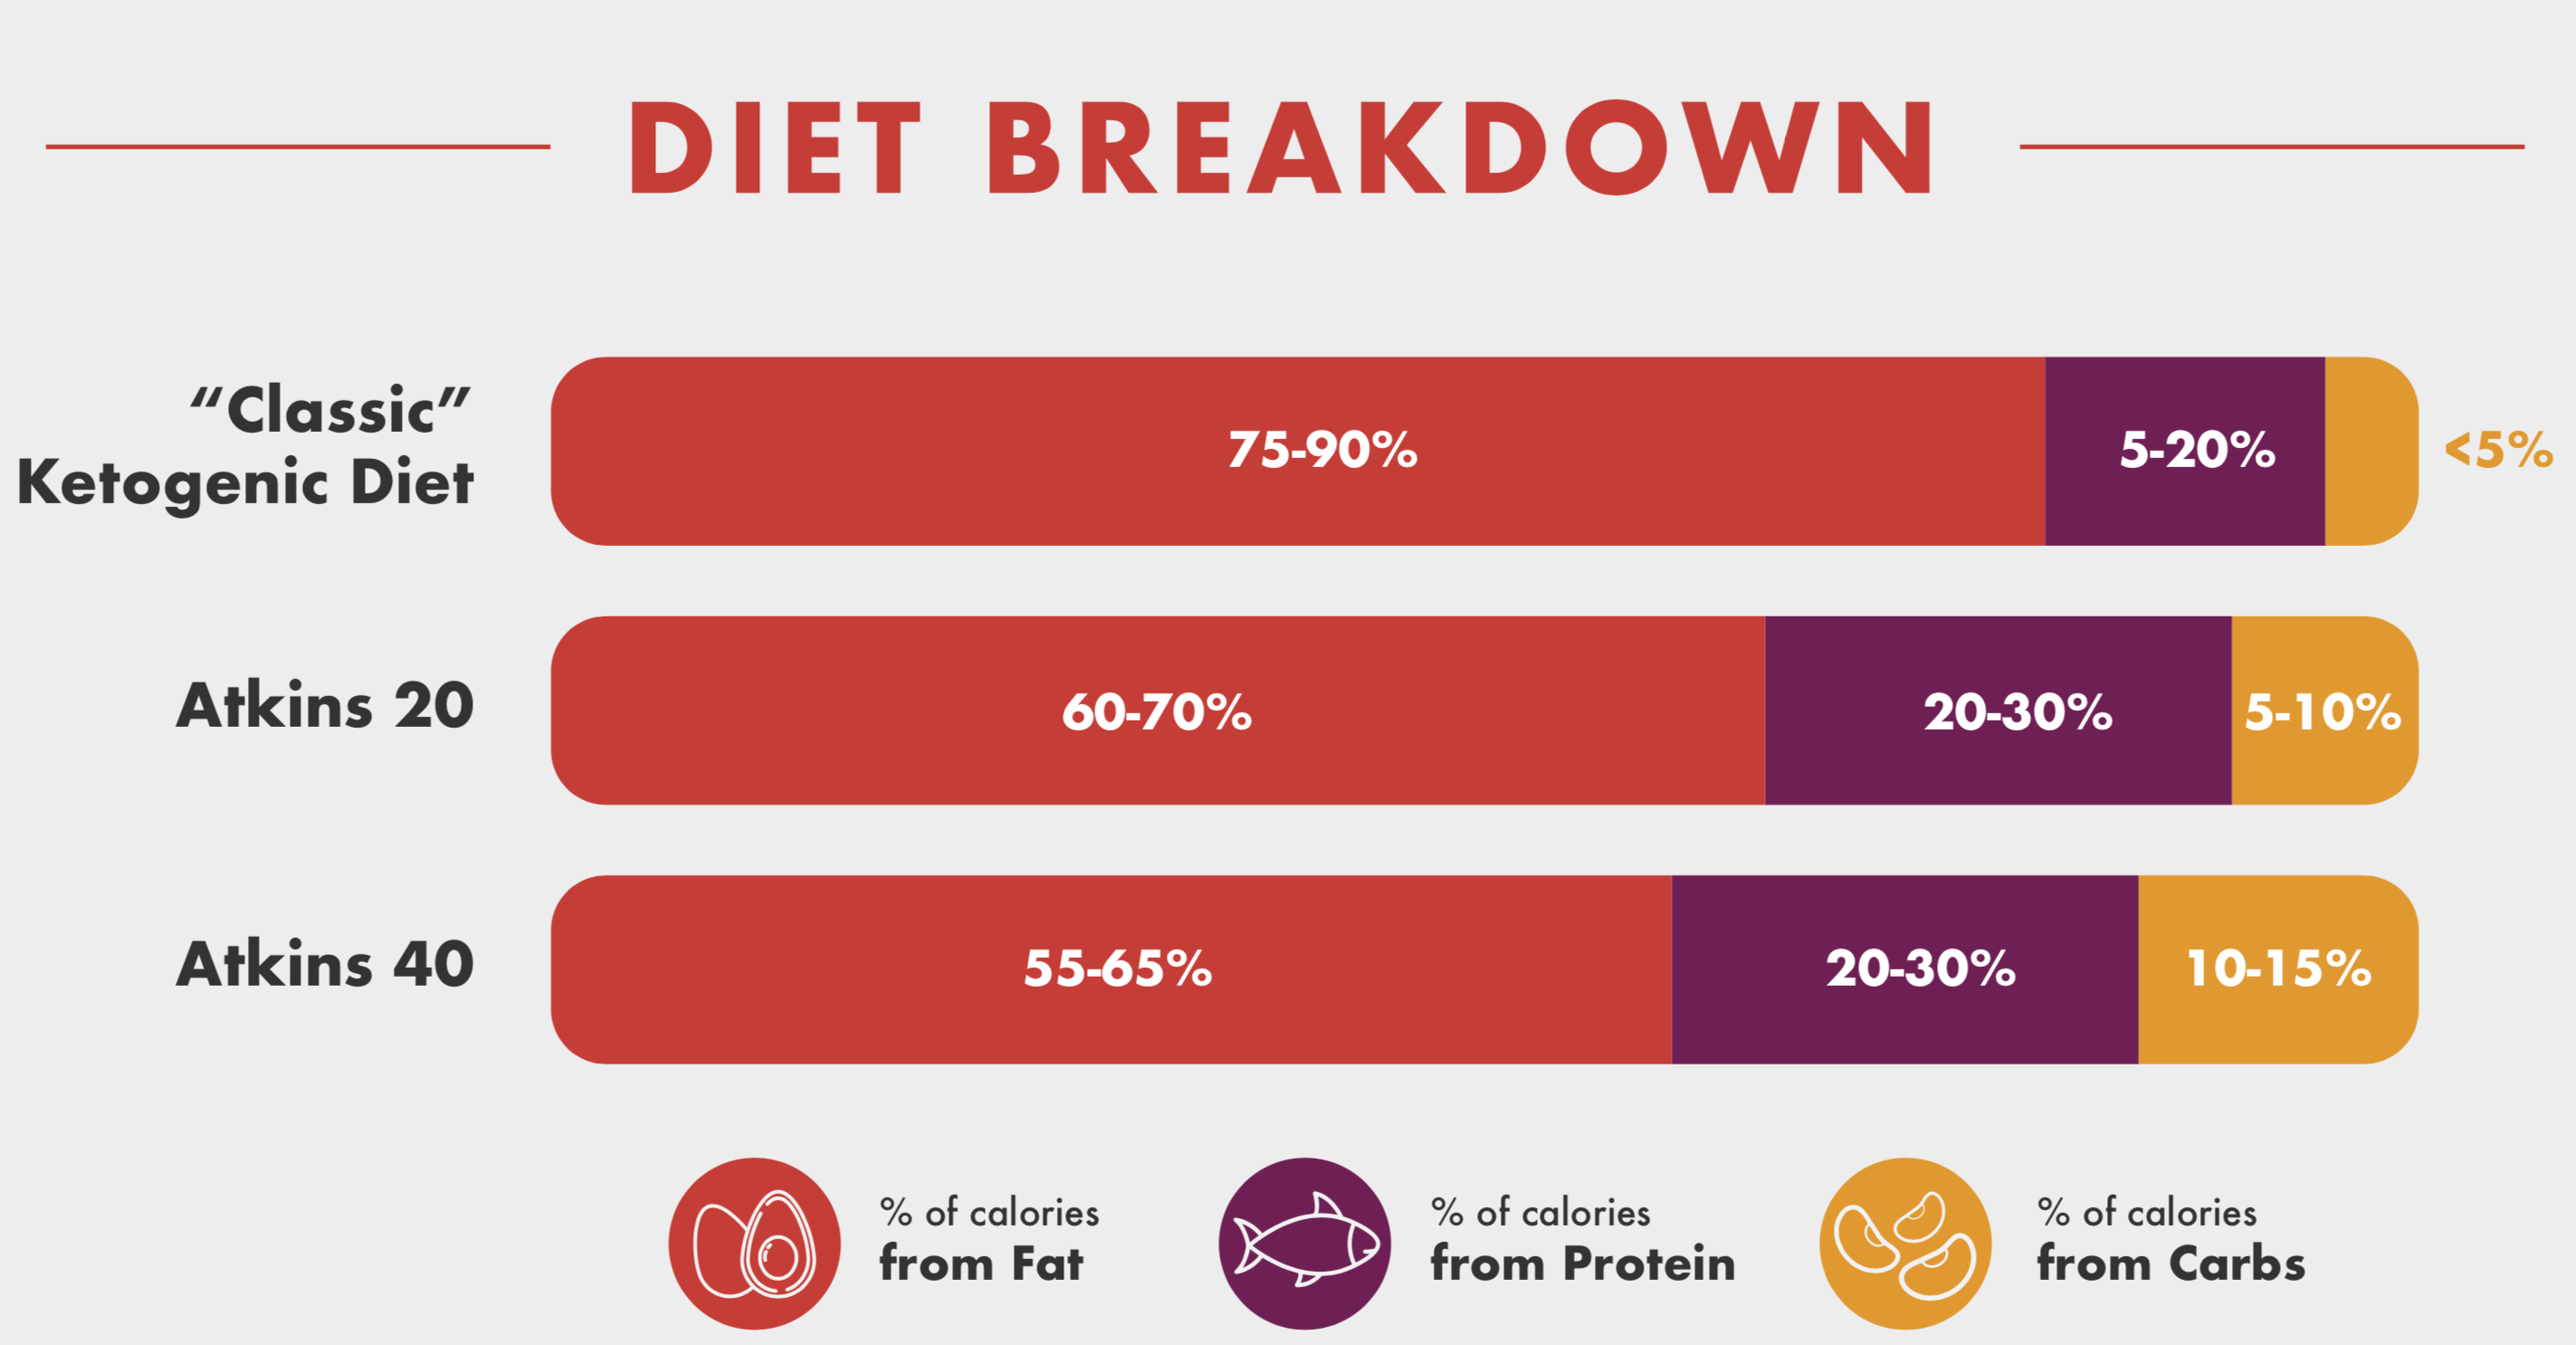 DIET BREAKDOWN
“Classic”
Ketogenic Diet
75-90%
5-20%
<5%
Atkins 20
60-70%
20-30%
5-10%
Atkins 40
55-65%
20-30%
10-15%
% of calories
from Fat
% of calories
from Protein
% of calories
from Carbs